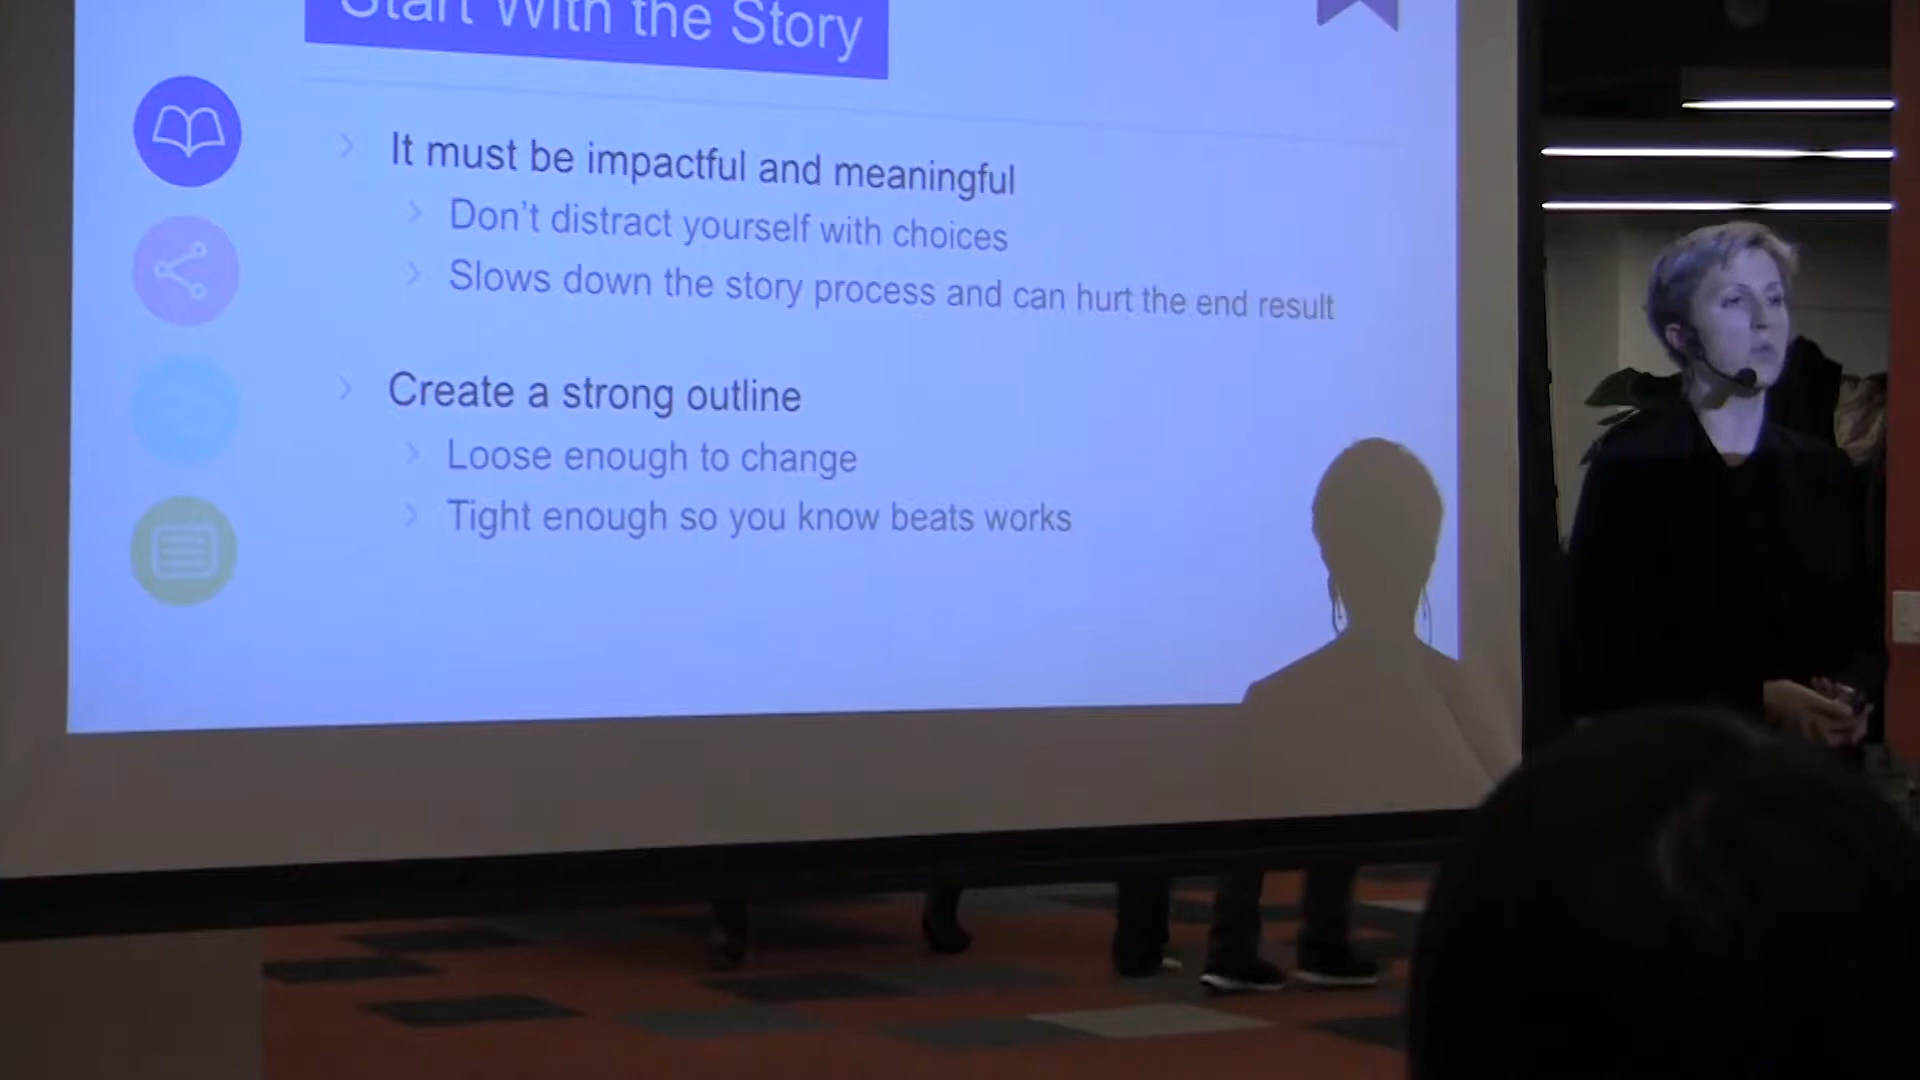 Start With the Story
It must be impactful and meaningful
Don't distract yourself with choices
Slows down the story process and can hurt the end result
Create a strong outline
Loose enough to change
Tight enough so you know beats works